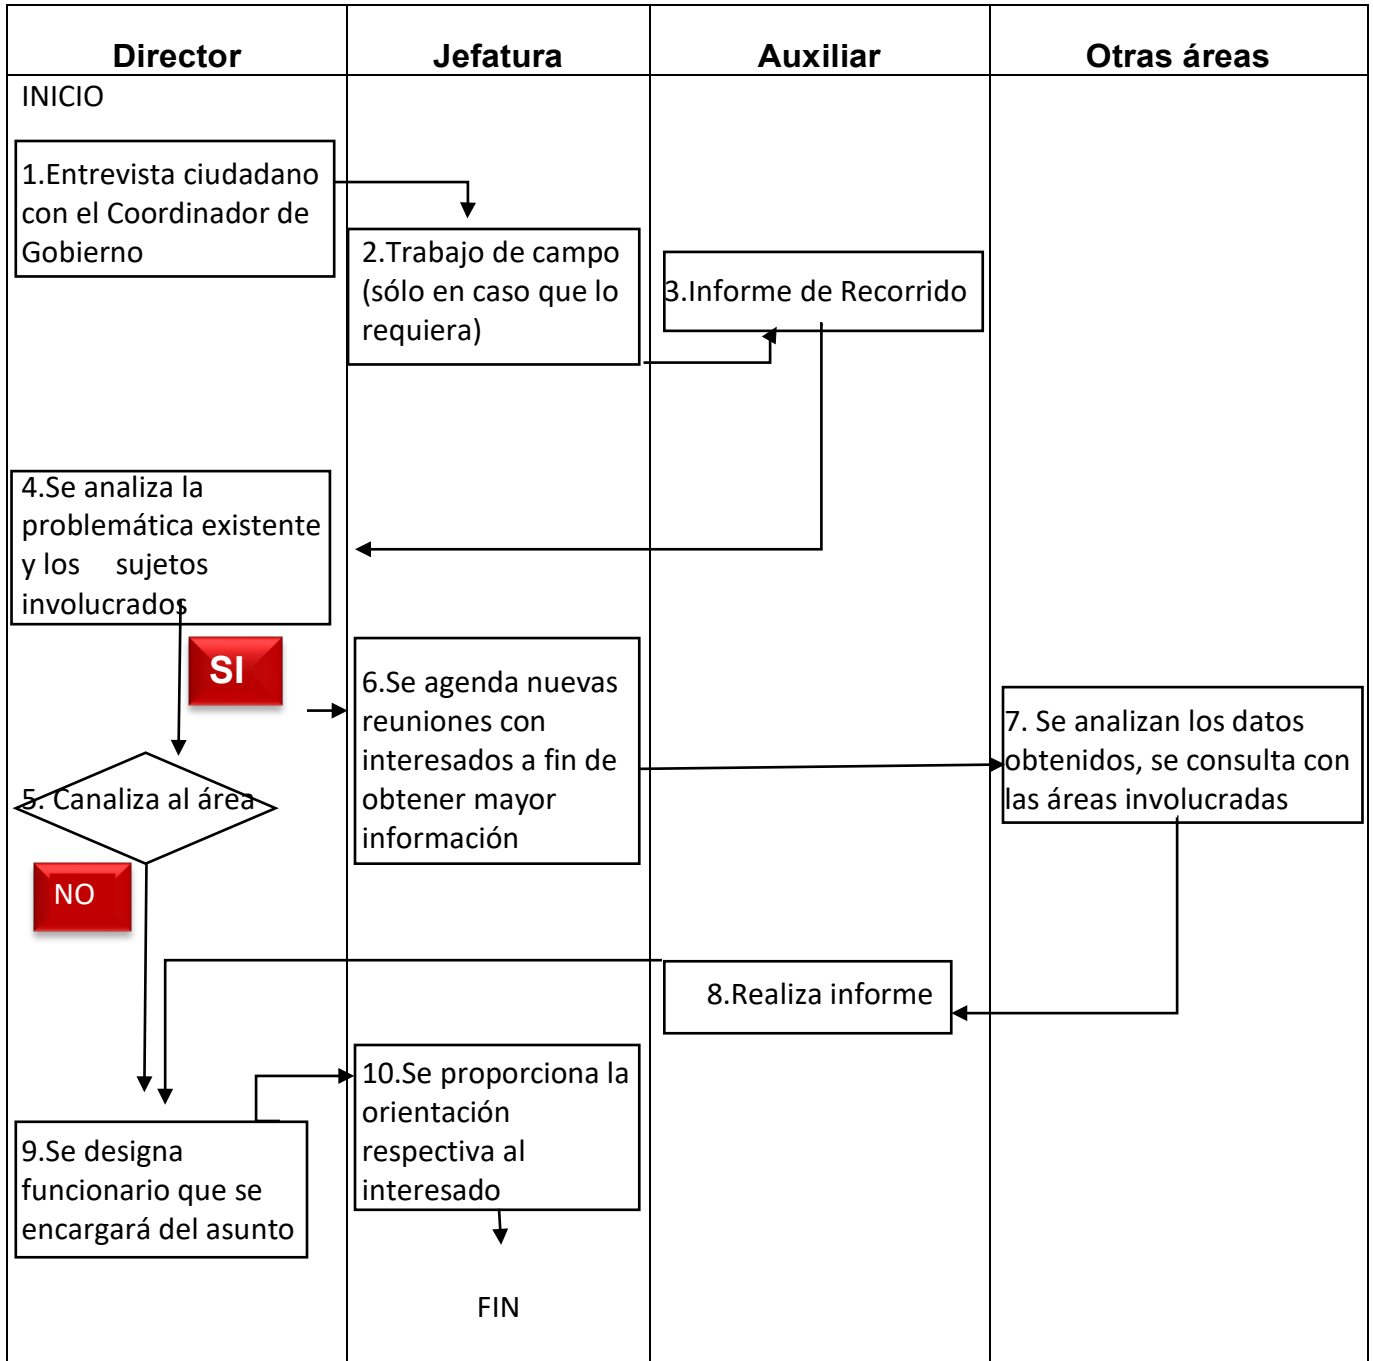 Director
Jefatura
Auxiliar
Otras áreas
INICIO
1.Entrevista ciudadano
con el Coordinador de
Gobierno
2.Trabajo de campo
(sólo en caso que lo
requiera)
3.Informe de Recorrido
4.Se analiza la
problemática existente
y los sujetos
involucrados
SI
5. Canaliza al área
NO
6.Se agenda nuevas
reuniones con
interesados a fin de
obtener mayor
información
7. Se analizan los datos
obtenidos, se consulta con
las áreas involucradas
8.Realiza informe
9.Se designa
funcionario que se
encargará del asunto
10.Se proporciona la
orientación
respectiva al
interesado
FIN